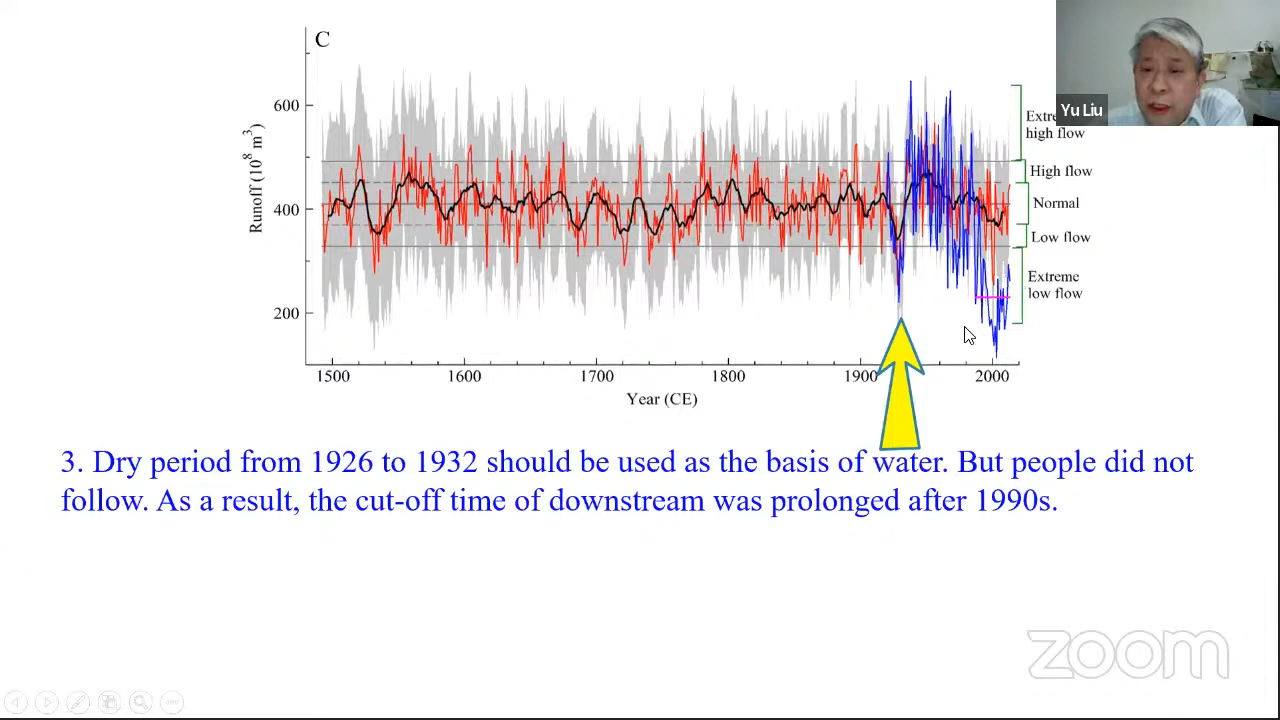 C
Yu Liu
600
400
200
Runoff (10⁸ m³)
Extre
high flow
High flow
Normal
Low flow
Extreme
low flow
1500 1600 1700 1800 1900 2000
Year (CE)
3. Dry period from 1926 to 1932 should be used as the basis of water. But people did not
follow. As a result, the cut-off time of downstream was prolonged after 1990s.
zoom